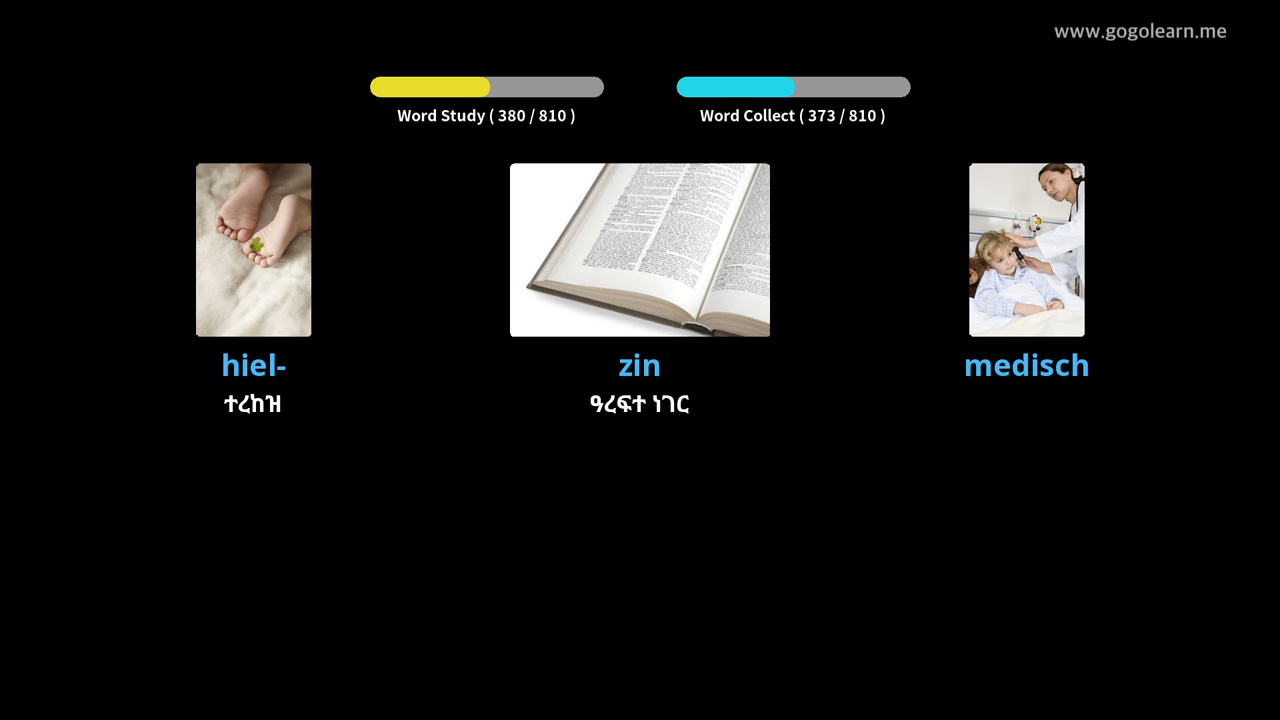 www.gogolearn.me
Word Study ( 380 / 810 )
Word Collect ( 373 / 810 )
hiel-
zin
medisch
ተረከዝ
ዓረፍተ ነገር